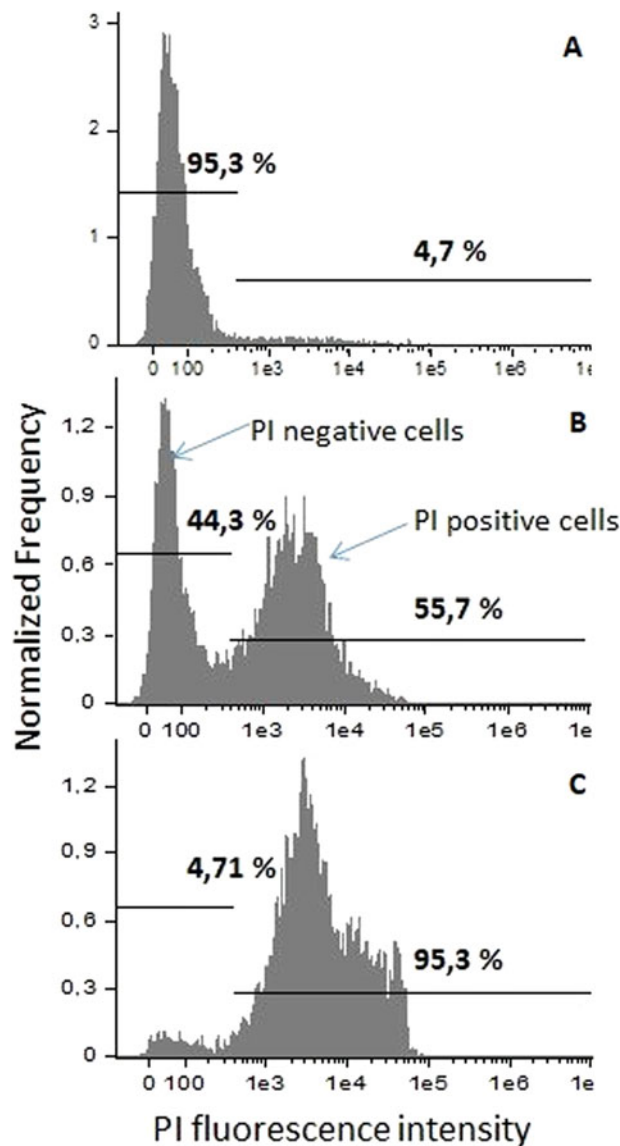 Normalized Frequency
3
A
2
95,3 %
1
4,7 %
0
0 100 1e3 1e4 1e5 1e6
1,2
PI negative cells
B
0,9
44,3 %
PI positive cells
0,6
55,7 %
0,3
0
0 100 1e3 1e4 1e5 1e6
1,2
C
0,9
4,71 %
0,6
95,3 %
0,3
0
0 100 1e3 1e4 1e5 1e6
PI fluorescence intensity